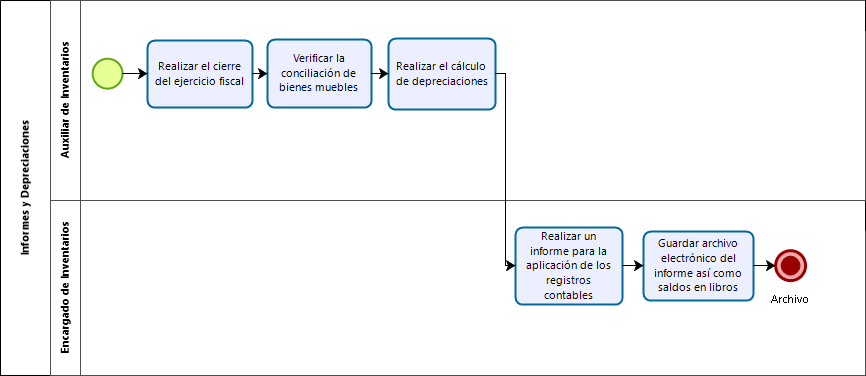 Informes y Depreciaciones
Auxiliar de Inventarios
Realizar el cierre
del ejercicio fiscal
Verificar la
conciliación de
bienes muebles
Realizar el cálculo
de depreciaciones
Encargado de Inventarios
Realizar un
informe para la
aplicación de los
registros
contables
Guardar archivo
electrónico del
informe así como
saldos en libros
Archivo